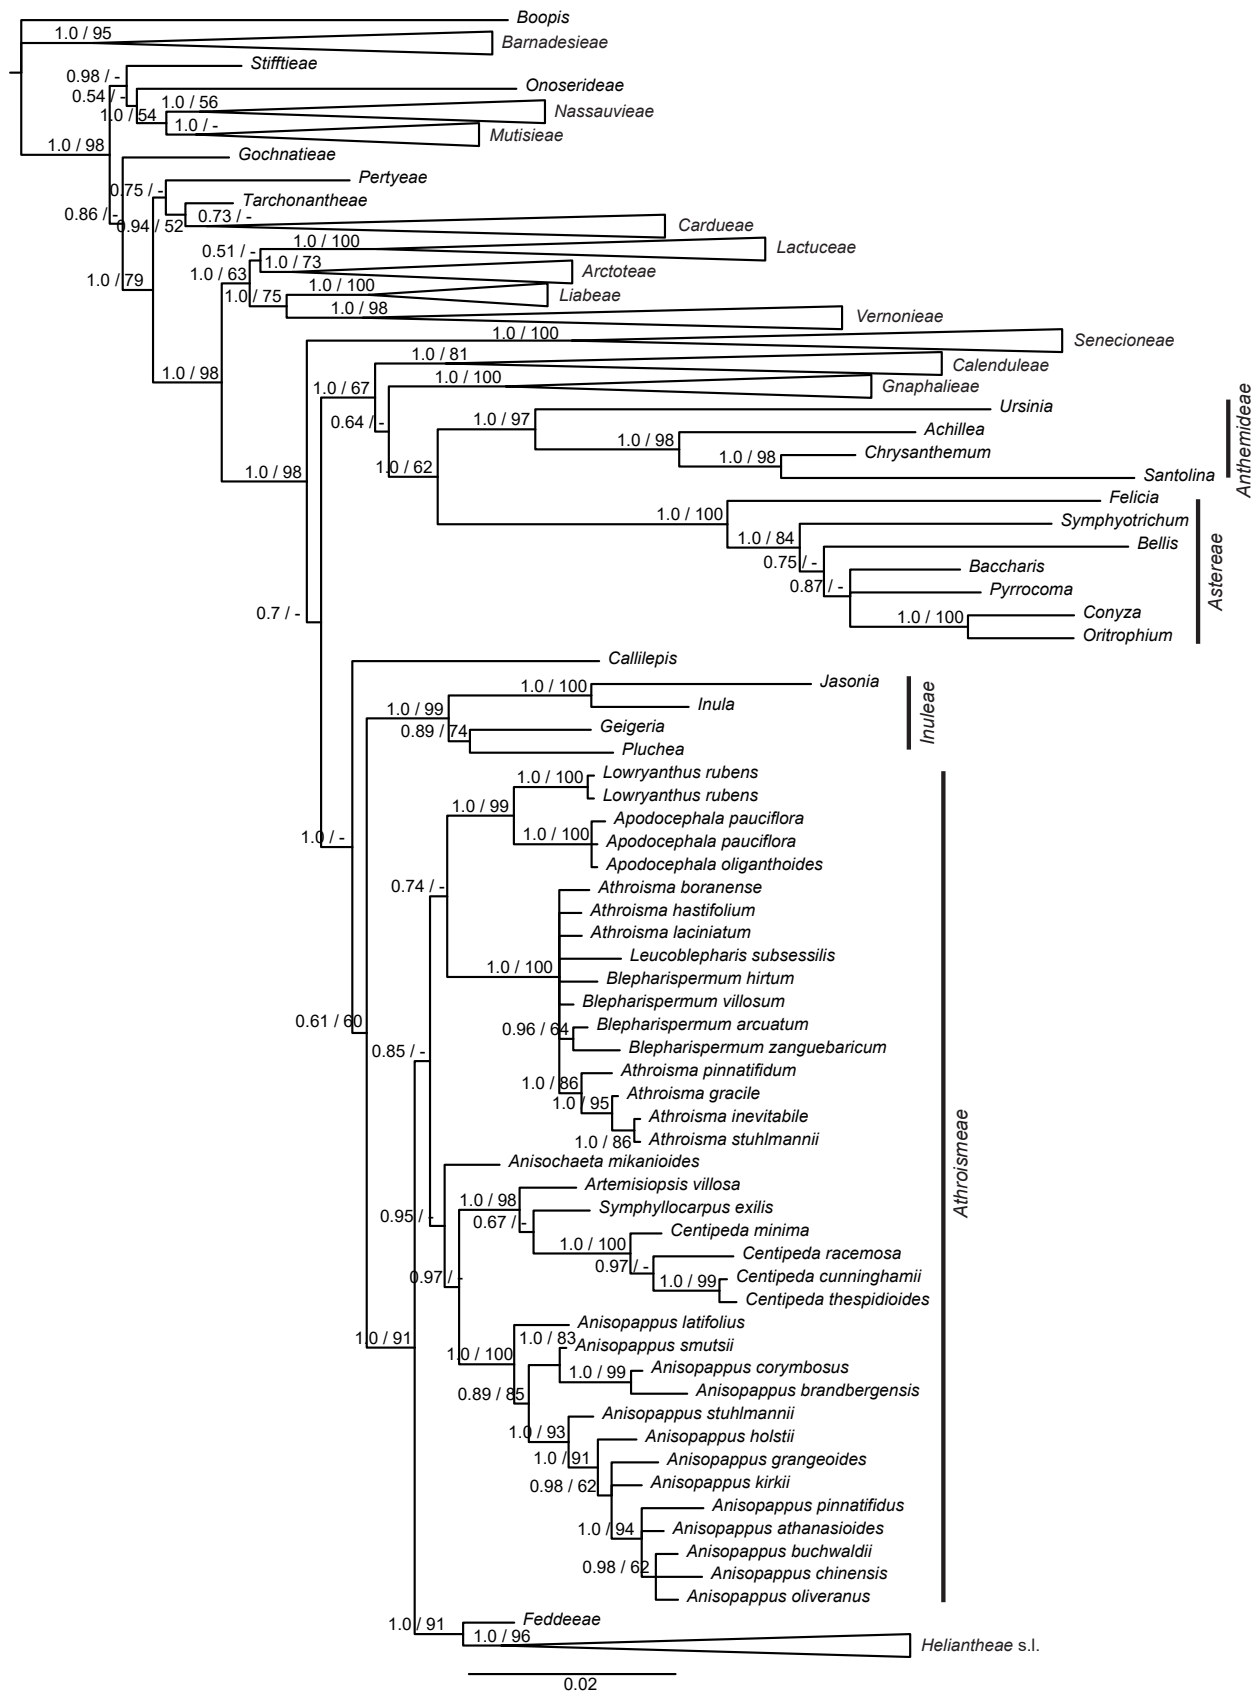 Boopis
1.0 / 95
Barnadesieae
Stifftieae
0.98 / -
Onoserideae
0.54 / -
1.0 / 56
Nassauvieae
1.0 / 54
1.0 / -
Mutisieae
1.0 / 98
Gochnatieae
Pertyeae
0.75 / -
Tarchonantheae
0.86 / -
0.73 / -
0.94 / 52
Cardueae
1.0 / 100
Lactuceae
0.51 / -
1.0 / 73
Arctoteae
1.0 / 63
1.0 / 79
1.0 / 100
Liabeae
1.0 / 75
1.0 / 98
Vernonieae
1.0 / 100
Senecioneae
1.0 / 81
Calenduleae
1.0 / 98
1.0 / 100
Gnaphalieae
1.0 / 67
Ursinia
0.64 / -
1.0 / 97
Achillea
1.0 / 98
Chrysanthemum
1.0 / 98
1.0 / 62
1.0 / 98
Santolina
Anthemideae
Felicia
1.0 / 100
Symphyotrichum
1.0 / 84
Bellis
0.75 / -
Baccharis
0.87 / -
Pyrrocoma
Astereae
0.7 / -
1.0 / 100
Conyza
Oritrophium
Callilepis
1.0 / 100
Jasonia
1.0 / 99
Inula
Inuleae
0.89 / 74
Geigeria
Pluchea
Lowryanthus rubens
1.0 / 100
Lowryanthus rubens
1.0 / 99
Apodocephala pauciflora
1.0 / 100
1.0 / -
Apodocephala pauciflora
Apodocephala oliganthoides
0.74 / -
Athroisma boranense
Athroisma hastifolium
Athroisma laciniatum
Leucoblepharis subsessilis
1.0 / 100
Blepharispermum hirtum
Blepharispermum villosum
0.61 / 60
0.96 / 64
Blepharispermum arcuatum
0.85 / -
Blepharispermum zanguebaricum
Athroisma pinnatifidum
1.0 / 86
Athroisma gracile
1.0 / 95
Athroisma inevitabile
1.0 / 86
Athroisma stuhlmannii
Athroismeae
Anisochaeta mikanioides
Artemisiopsis villosa
1.0 / 98
0.95 / -
Symphyllocarpus exilis
0.67 / -
Centipeda minima
1.0 / 100
Centipeda racemosa
0.97 / -
0.97 / -
1.0 / 99
Centipeda cunninghamii
Centipeda thespidioides
Anisopappus latifolius
1.0 / 91
1.0 / 83
Anisopappus smutsii
1.0 / 100
Anisopappus corymbosus
1.0 / 99
0.89 / 85
Anisopappus brandbergensis
Anisopappus stuhlmannii
1.0 / 93
Anisopappus holstii
1.0 / 91
Anisopappus grangeoides
0.98 / 62
Anisopappus kirkii
Anisopappus pinnatifidus
1.0 / 94
Anisopappus athanasioides
Anisopappus buchwaldii
0.98 / 62
Anisopappus chinensis
Anisopappus oliveranus
1.0 / 91
Feddeeae
1.0 / 96
Heliantheae s.l.
0.02